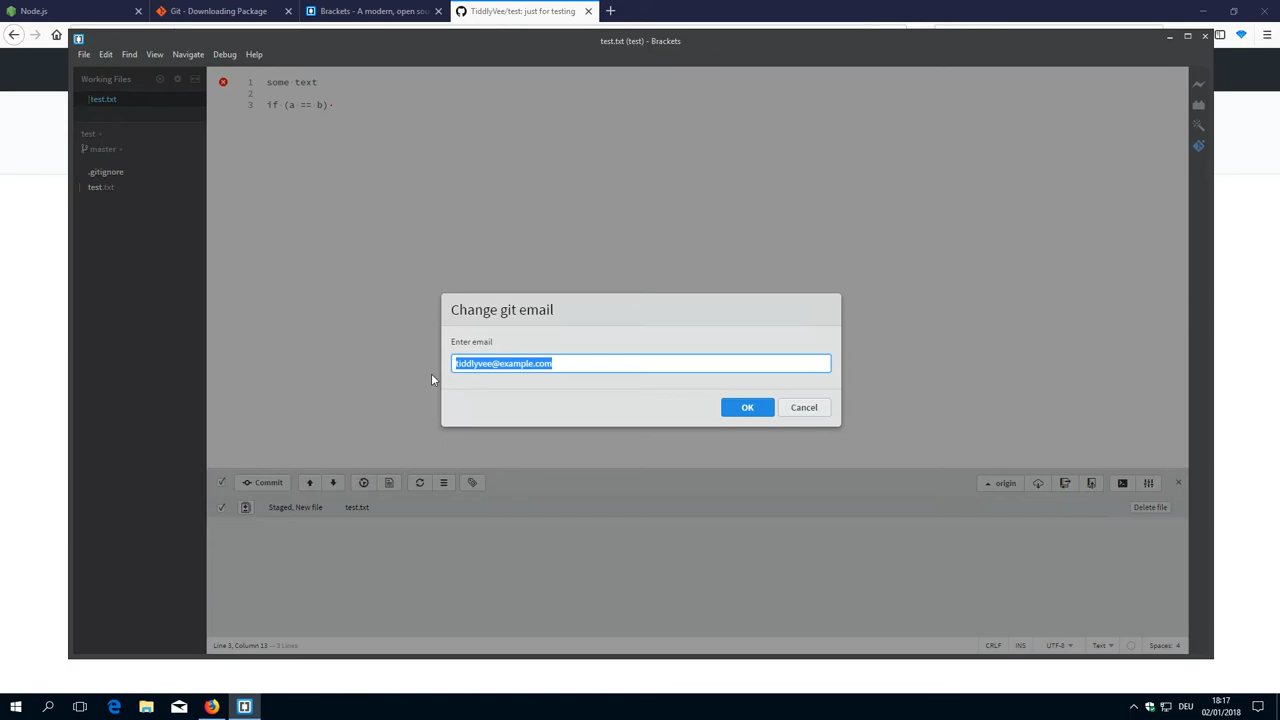 Node.js
Git - Downloading Package
Brackets - A modern, open sou
TiddlyVee/test: just for testing
test.txt (test) - Brackets
File Edit Find View Navigate Debug Help
Working Files
test.txt
test
master
.gitignore
test.txt
1 some text
2
3 if (a == b)
Change git email
Enter email
tiddlyvee@example.com
OK
Cancel
Commit
origin
Staged, New file test.txt
Delete file
Line 3, Column 13 — 3 Lines
CRLF INS UTF-8 Text Spaces: 4
DEU
18:17
02/01/2018